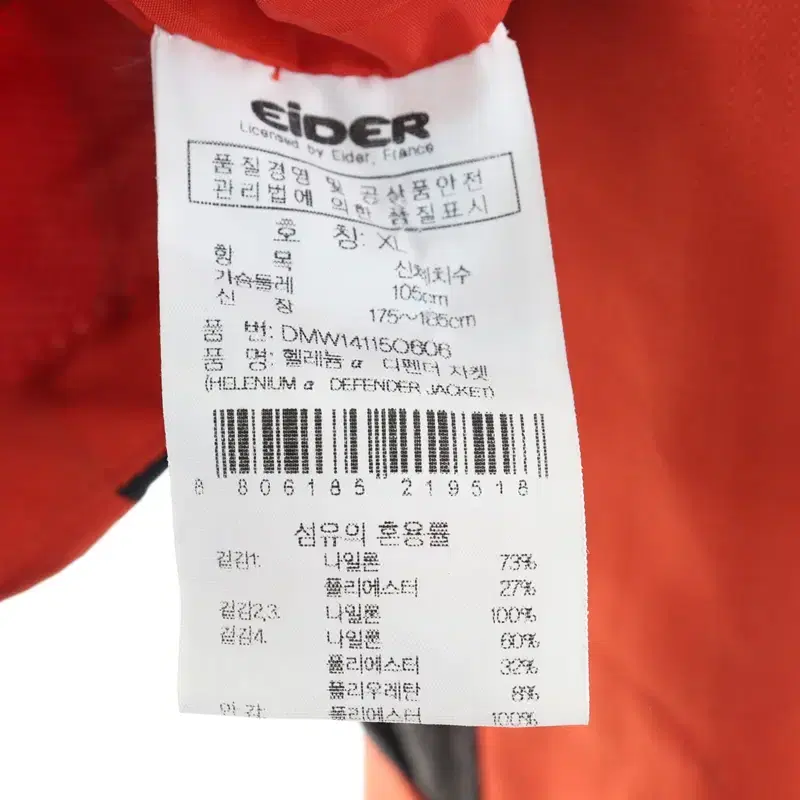 EiDER
Licensed by Eider, France
품질경영 및 공상품안전
관리법에 의한 품질표시
호 칭: XL
항 목 신체치수
가슴둘레 105cm
신 장 175~185cm
품 번: DMW14115O606
품 명: 헬레늄 α 디펜더 자켓
(HELENIUM α DEFENDER JACKET)
8 806185 219518
섬유의 혼용률
겉감1: 나일론 73%
폴리에스터 27%
겉감2,3. 나일론 100%
겉감4. 나일론 60%
폴리에스터 32%
폴리우레탄 8%
안 감: 폴리에스터 100%